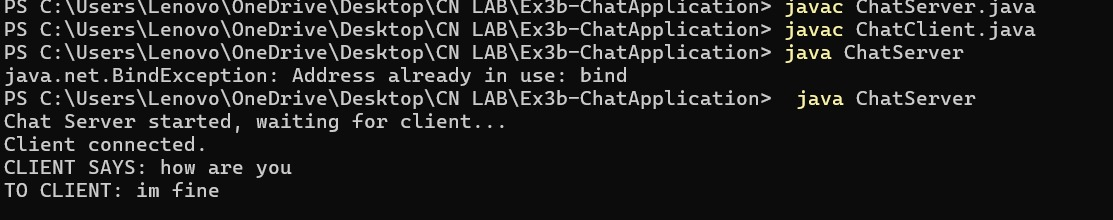 PS C:\Users\Lenovo\OneDrive\Desktop\CN LAB\Ex3b-ChatApplication> javac ChatServer.java
PS C:\Users\Lenovo\OneDrive\Desktop\CN LAB\Ex3b-ChatApplication> javac ChatClient.java
PS C:\Users\Lenovo\OneDrive\Desktop\CN LAB\Ex3b-ChatApplication> java ChatServer
java.net.BindException: Address already in use: bind
PS C:\Users\Lenovo\OneDrive\Desktop\CN LAB\Ex3b-ChatApplication>  java ChatServer
Chat Server started, waiting for client...
Client connected.
CLIENT SAYS: how are you
TO CLIENT: im fine